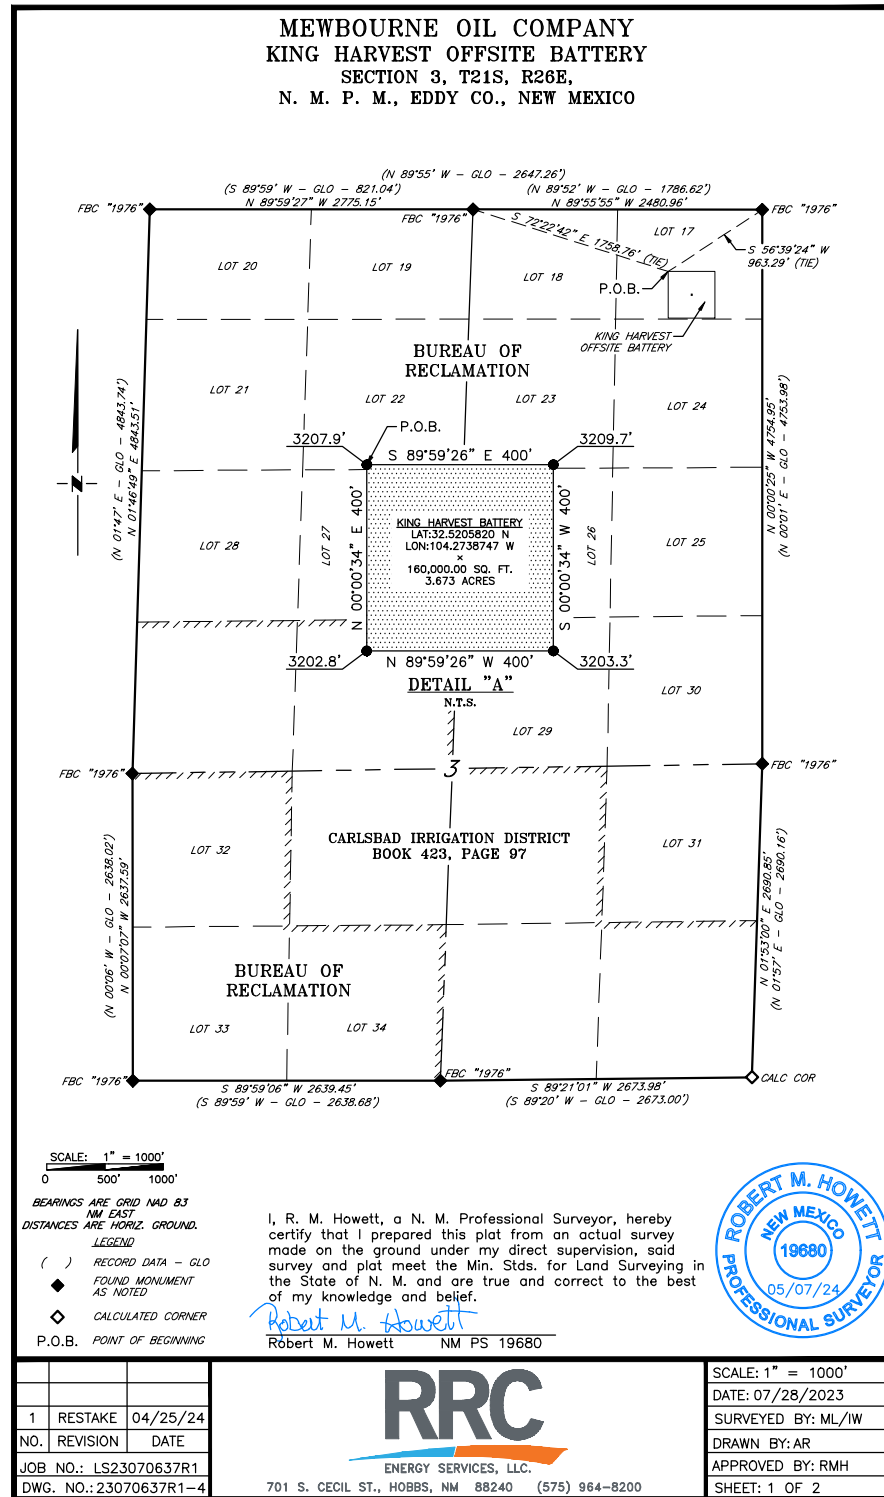 MEWBOURNE OIL COMPANY
KING HARVEST OFFSITE BATTERY
SECTION 3, T21S, R26E,
N. M. P. M., EDDY CO., NEW MEXICO
(N 89°55' W - GLO - 2647.26')
(S 89°59' W - GLO - 821.04')
(N 89°52' W - GLO - 1786.62')
FBC "1976"
N 89°59'27" W 2775.15'
FBC "1976"
N 89°55'55" W 2480.96'
FBC "1976"
S 72°22'42" E 1758.76' (TIE)
LOT 17
S 56°39'24" W
963.29' (TIE)
LOT 20
LOT 19
LOT 18
P.O.B.
KING HARVEST
OFFSITE BATTERY
BUREAU OF
RECLAMATION
LOT 21
LOT 22
LOT 23
LOT 24
(N 01°47' E - GLO - 4843.74')
N 01°46'49" E 4843.51'
N 00°00'25" W 4754.95'
(N 00°01' E - GLO - 4753.98')
P.O.B.
3207.9'
3209.7'
S 89°59'26" E 400'
N 00°00'34" E 400'
S 00°00'34" W 400'
N
KING HARVEST BATTERY
LAT:32.5205820 N
LON:104.2738747 W
×
160,000.00 SQ. FT.
3.673 ACRES
LOT 28
LOT 27
LOT 26
LOT 25
3202.8'
N 89°59'26" W 400'
3203.3'
DETAIL "A"
N.T.S.
LOT 30
LOT 29
FBC "1976"
3
FBC "1976"
CARLSBAD IRRIGATION DISTRICT
BOOK 423, PAGE 97
LOT 32
LOT 31
(N 00°06' W - GLO - 2638.02')
N 00°07'07" W 2637.59'
N 01°53'00" E 2690.85'
(N 01°57' E - GLO - 2690.16')
BUREAU OF
RECLAMATION
LOT 33
LOT 34
FBC "1976"
S 89°59'06" W 2639.45'
(S 89°59' W - GLO - 2638.68')
FBC "1976"
S 89°21'01" W 2673.98'
(S 89°20' W - GLO - 2673.00')
CALC COR
SCALE: 1" = 1000'
0 500' 1000'
BEARINGS ARE GRID NAD 83
NM EAST
DISTANCES ARE HORIZ. GROUND.
LEGEND
( ) RECORD DATA - GLO
FOUND MONUMENT
AS NOTED
CALCULATED CORNER
P.O.B. POINT OF BEGINNING
I, R. M. Howett, a N. M. Professional Surveyor, hereby
certify that I prepared this plat from an actual survey
made on the ground under my direct supervision, said
survey and plat meet the Min. Stds. for Land Surveying in
the State of N. M. and are true and correct to the best
of my knowledge and belief.
Robert M. Howett
Robert M. Howett NM PS 19680
ROBERT M. HOWETT
NEW MEXICO
19680
05/07/24
PROFESSIONAL SURVEYOR
1 RESTAKE 04/25/24
NO. REVISION DATE
JOB NO.: LS23070637R1
DWG. NO.: 23070637R1-4
RRC
ENERGY SERVICES, LLC.
701 S. CECIL ST., HOBBS, NM 88240 (575) 964-8200
SCALE: 1" = 1000'
DATE: 07/28/2023
SURVEYED BY: ML/IW
DRAWN BY: AR
APPROVED BY: RMH
SHEET: 1 OF 2